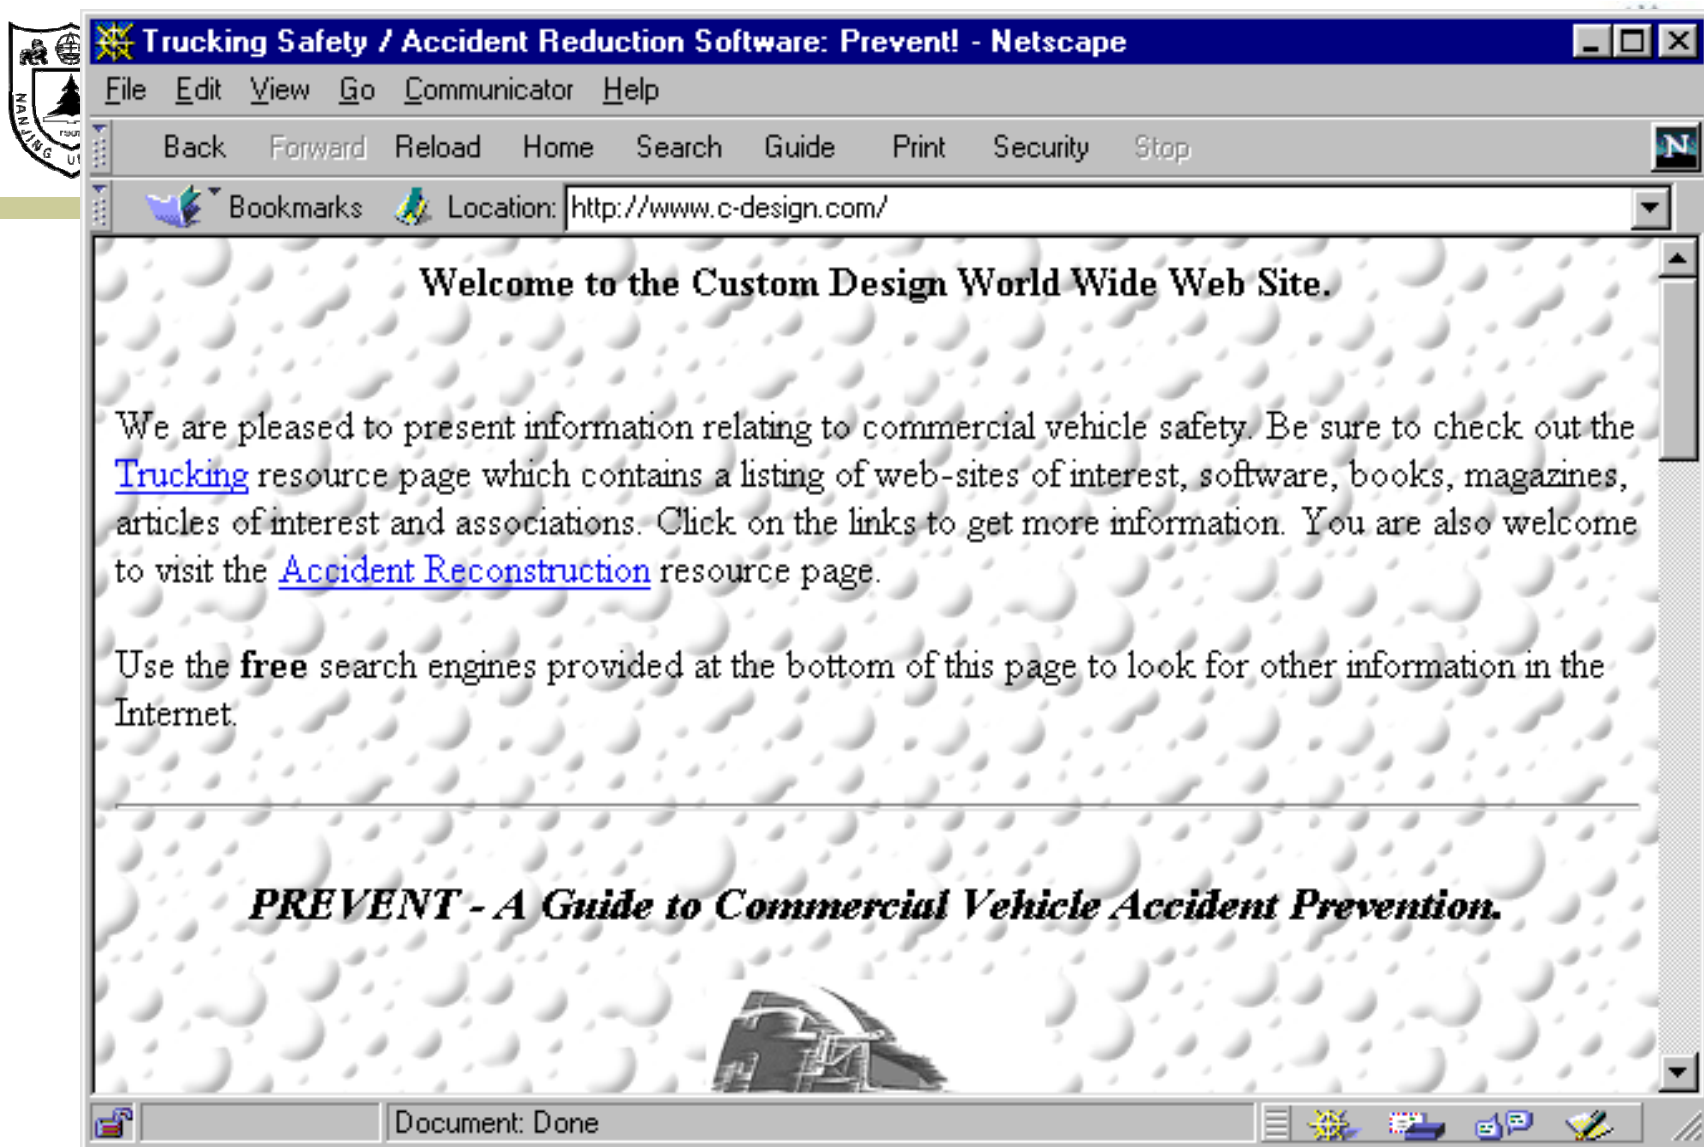 Trucking Safety / Accident Reduction Software: Prevent! - Netscape
File Edit View Go Communicator Help
Back Forward Reload Home Search Guide Print Security Stop
N
Bookmarks Location: http://www.c-design.com/
NANJING
Welcome to the Custom Design World Wide Web Site.
We are pleased to present information relating to commercial vehicle safety. Be sure to check out the
Trucking resource page which contains a listing of web-sites of interest, software, books, magazines,
articles of interest and associations. Click on the links to get more information. You are also welcome
to visit the Accident Reconstruction resource page.
Use the free search engines provided at the bottom of this page to look for other information in the
Internet.
PREVENT - A Guide to Commercial Vehicle Accident Prevention.
Document: Done